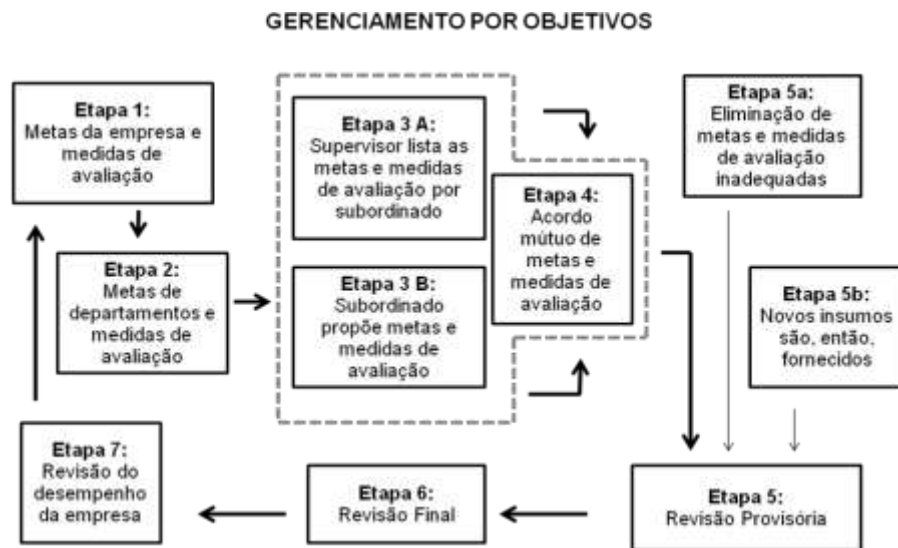 GERENCIAMENTO POR OBJETIVOS
Etapa 1:
Metas da empresa e
medidas de
avaliação
Etapa 2:
Metas de
departamentos e
medidas de
avaliação
Etapa 3 A:
Supervisor lista as
metas e medidas
de avaliação por
subordinado
Etapa 3 B:
Subordinado
propõe metas e
medidas de
avaliação
Etapa 4:
Acordo
mútuo de
metas e
medidas de
avaliação
Etapa 5a:
Eliminação de
metas e medidas
de avaliação
inadequadas
Etapa 5b:
Novos insumos
são, então,
fornecidos
Etapa 5:
Revisão Provisória
Etapa 6:
Revisão Final
Etapa 7:
Revisão do
desempenho
da empresa